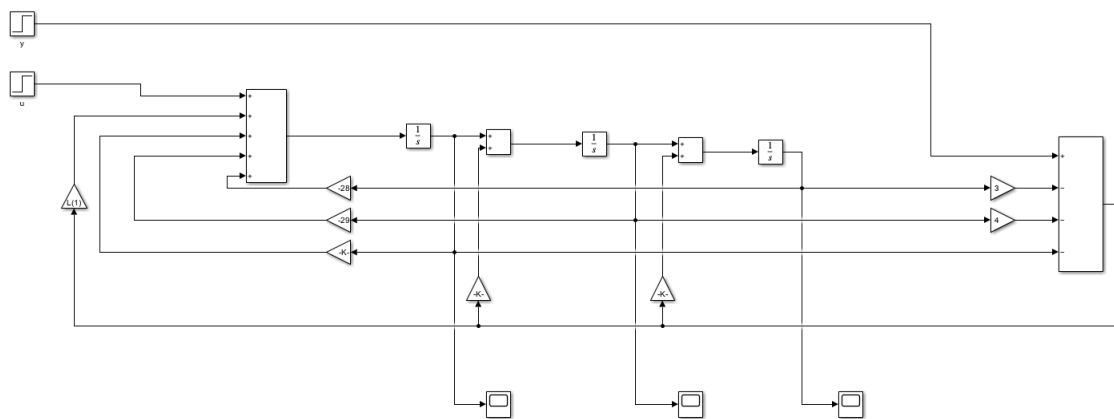 y
u
+
+
+
+
+
1
s
+
+
1
s
+
+
1
s
+
-28
3
−
L(1)
-29
4
−
-K-
−
-K-
-K-